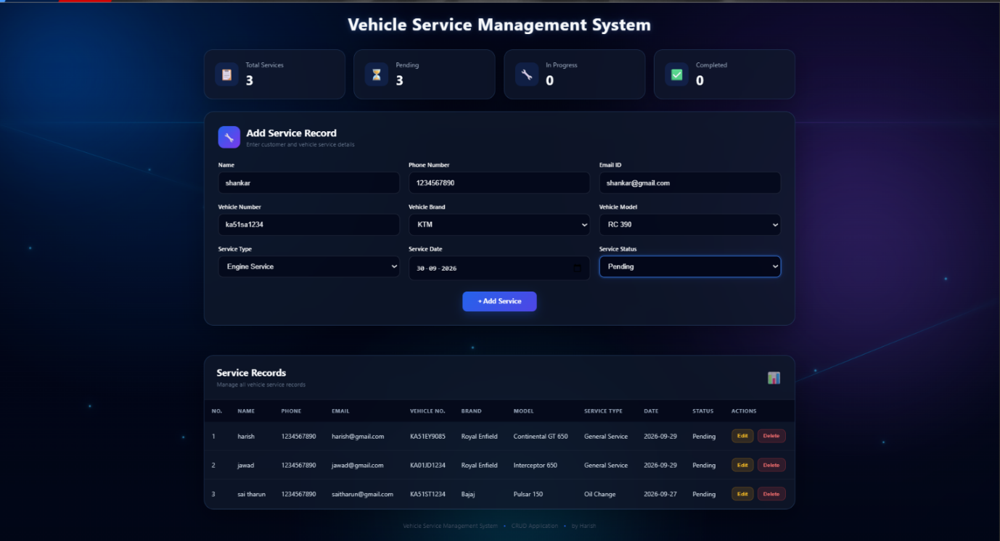 Vehicle Service Management System
Total Services
3
Pending
3
In Progress
0
Completed
0
Add Service Record
Enter customer and vehicle service details
Name Phone Number Email ID
shankar 1234567890 shankar@gmail.com
Vehicle Number Vehicle Brand Vehicle Model
ka51sa1234 KTM RC 390
Service Type Service Date Service Status
Engine Service 30-09-2026 Pending
+ Add Service
Service Records
Manage all vehicle service records
NO. NAME PHONE EMAIL VEHICLE NO. BRAND MODEL SERVICE TYPE DATE STATUS ACTIONS
1 harish 1234567890 harish@gmail.com KA51EY9085 Royal Enfield Continental GT 650 General Service 2026-09-29 Pending Edit Delete
2 jawad 1234567890 jawad@gmail.com KA01JD1234 Royal Enfield Interceptor 650 General Service 2026-09-29 Pending Edit Delete
3 sai tharun 1234567890 saitharun@gmail.com KA51ST1234 Bajaj Pulsar 150 Oil Change 2026-09-27 Pending Edit Delete
Vehicle Service Management System • CRUD Application • by Harish